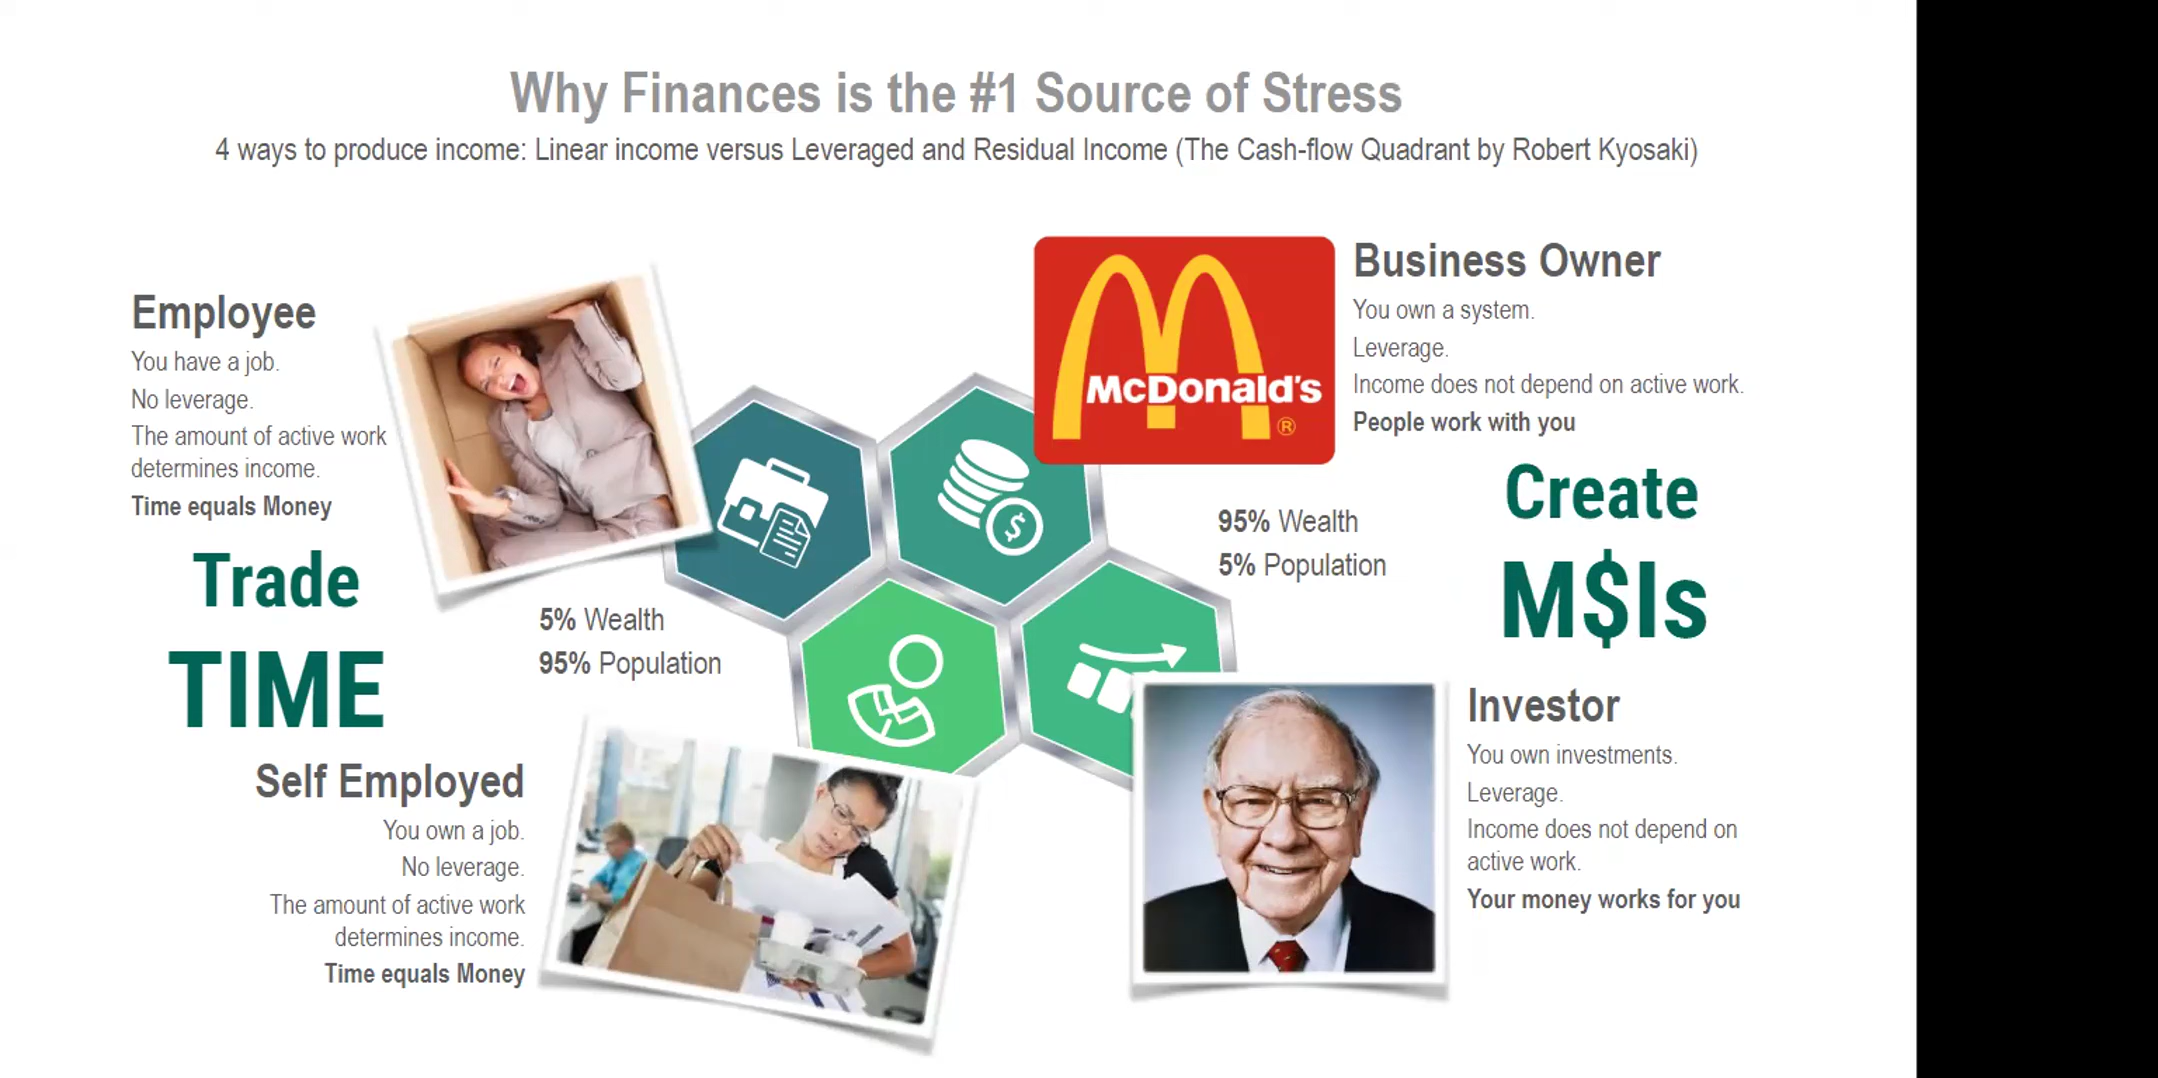 Why Finances is the #1 Source of Stress
4 ways to produce income: Linear income versus Leveraged and Residual Income (The Cash-flow Quadrant by Robert Kyosaki)
Employee
You have a job.
No leverage.
The amount of active work
determines income.
Time equals Money
Trade
TIME
5% Wealth
95% Population
Self Employed
You own a job.
No leverage.
The amount of active work
determines income.
Time equals Money
McDonald's
®
Business Owner
You own a system.
Leverage.
Income does not depend on active work.
People work with you
95% Wealth
5% Population
Create
M$Is
$
Investor
You own investments.
Leverage.
Income does not depend on
active work.
Your money works for you